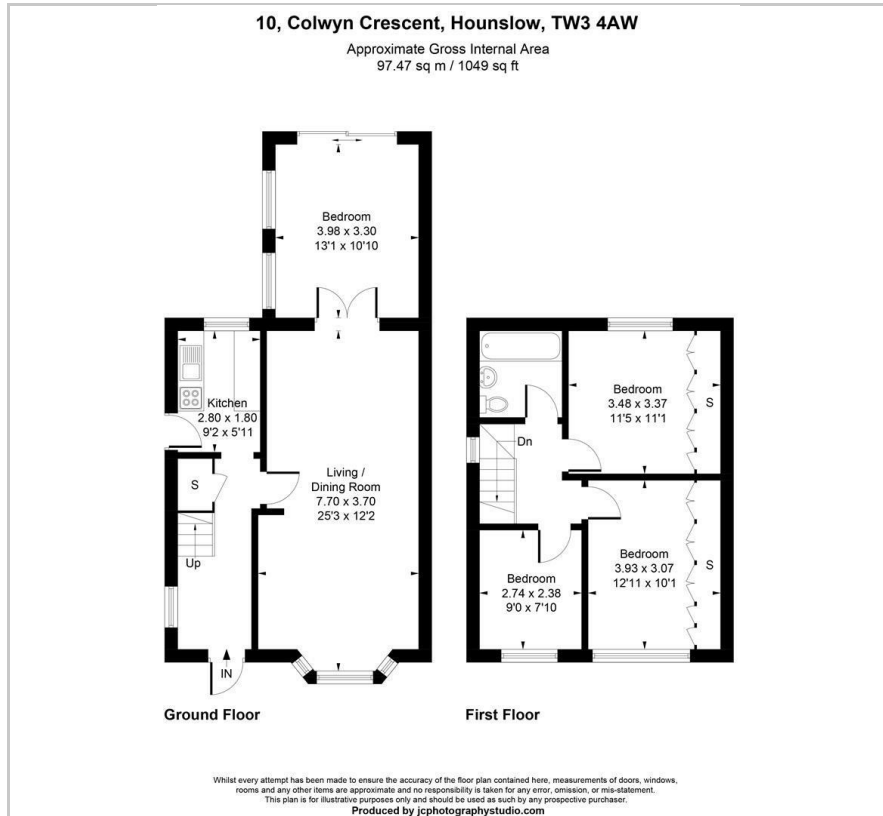 10, Colwyn Crescent, Hounslow, TW3 4AW
Approximate Gross Internal Area
97.47 sq m / 1049 sq ft
Bedroom
3.98 x 3.30
13'1 x 10'10
Kitchen
2.80 x 1.80
9'2 x 5'11
S
Living /
Dining Room
7.70 x 3.70
25'3 x 12'2
Up
IN
Ground Floor
Bedroom
3.48 x 3.37
11'5 x 11'1
S
Dn
Bedroom
3.93 x 3.07
12'11 x 10'1
S
Bedroom
2.74 x 2.38
9'0 x 7'10
First Floor
Whilst every attempt has been made to ensure the accuracy of the floor plan contained here, measurements of doors, windows,
rooms and any other items are approximate and no responsibility is taken for any error, omission, or mis-statement.
This plan is for illustrative purposes only and should be used as such by any prospective purchaser.
Produced by jcphotographystudio.com